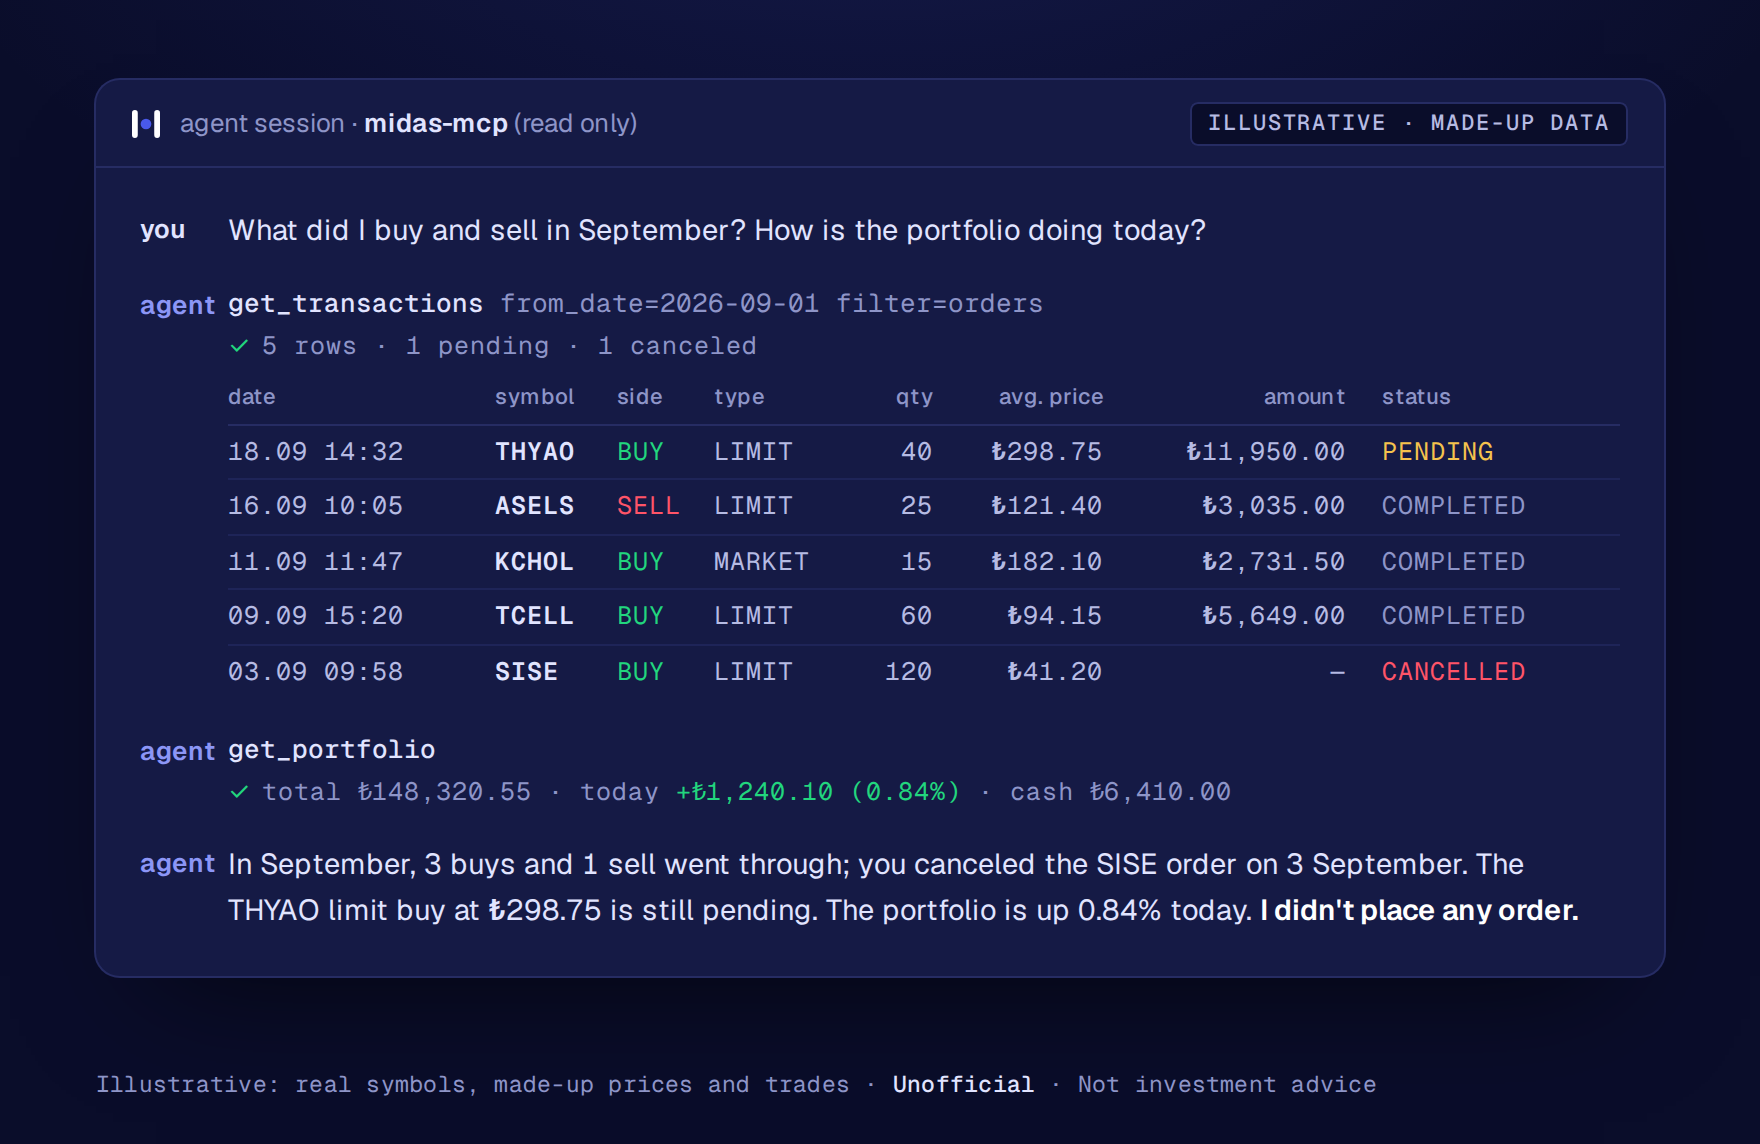 agent session · midas-mcp (read only)
ILLUSTRATIVE · MADE-UP DATA
you What did I buy and sell in September? How is the portfolio doing today?
agent get_transactions from_date=2026-09-01 filter=orders
✓ 5 rows · 1 pending · 1 canceled
date symbol side type qty avg. price amount status
18.09 14:32 THYAO BUY LIMIT 40 ₺298.75 ₺11,950.00 PENDING
16.09 10:05 ASELS SELL LIMIT 25 ₺121.40 ₺3,035.00 COMPLETED
11.09 11:47 KCHOL BUY MARKET 15 ₺182.10 ₺2,731.50 COMPLETED
09.09 15:20 TCELL BUY LIMIT 60 ₺94.15 ₺5,649.00 COMPLETED
03.09 09:58 SISE BUY LIMIT 120 ₺41.20 – CANCELLED
agent get_portfolio
✓ total ₺148,320.55 · today +₺1,240.10 (0.84%) · cash ₺6,410.00
agent In September, 3 buys and 1 sell went through; you canceled the SISE order on 3 September. The
THYAO limit buy at ₺298.75 is still pending. The portfolio is up 0.84% today. I didn't place any order.
Illustrative: real symbols, made-up prices and trades · Unofficial · Not investment advice